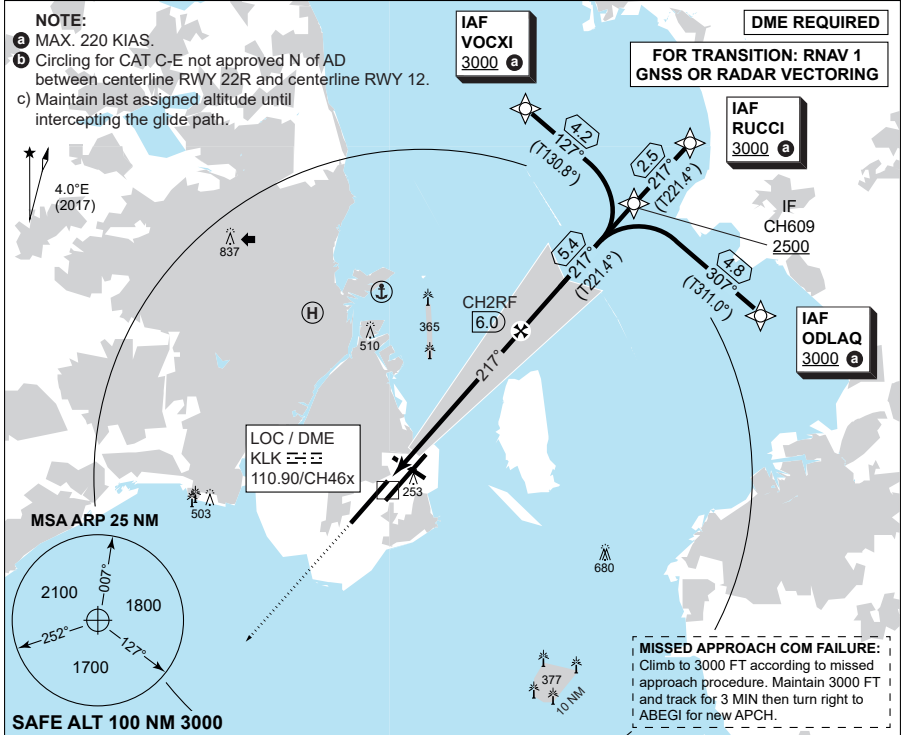 NOTE:
a MAX. 220 KIAS.
b Circling for CAT C-E not approved N of AD
between centerline RWY 22R and centerline RWY 12.
c) Maintain last assigned altitude until
intercepting the glide path.
4.0°E
(2017)
IAF
VOCXI
3000 a
DME REQUIRED
FOR TRANSITION: RNAV 1
GNSS OR RADAR VECTORING
IAF
RUCCI
3000 a
4.2
127°
(T130.8°)
2.5
217°
(T221.4°)
IF
CH609
2500
5.4
217°
(T221.4°)
4.8
307°
(T311.0°)
IAF
ODLAQ
3000 a
837
H
510
365
CH2RF
6.0
217°
LOC / DME
KLK
110.90/CH46x
253
503
680
MSA ARP 25 NM
2100
007°
1800
252°
127°
1700
SAFE ALT 100 NM 3000
377
10 NM
MISSED APPROACH COM FAILURE:
Climb to 3000 FT according to missed
approach procedure. Maintain 3000 FT
and track for 3 MIN then turn right to
ABEGI for new APCH.